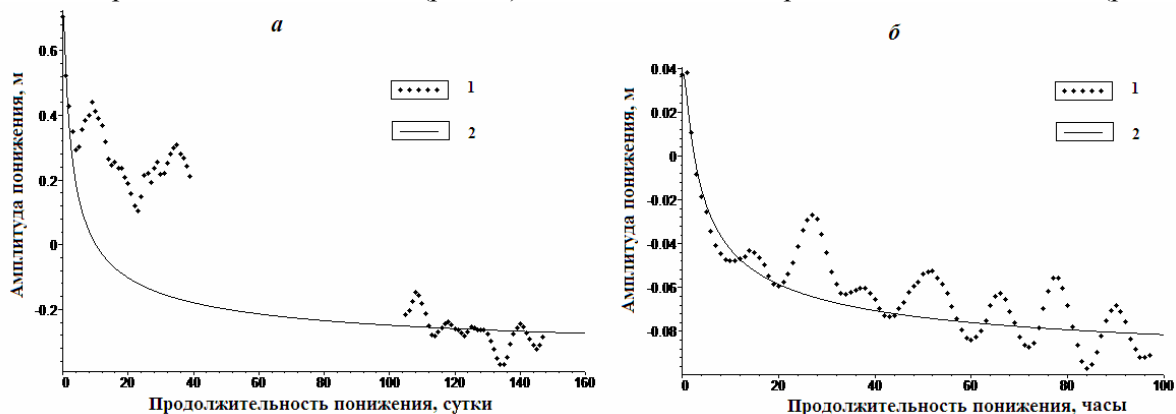 а
0.6
0.4
0.2
0
-0.2
0 20 40 60 80 100 120 140 160
Амплитуда понижения, м
Продолжительность понижения, сутки
1
2
б
0.04
0.02
0
-0.02
-0.04
-0.06
-0.08
0 20 40 60 80 100
Амплитуда понижения, м
Продолжительность понижения, часы
1
2